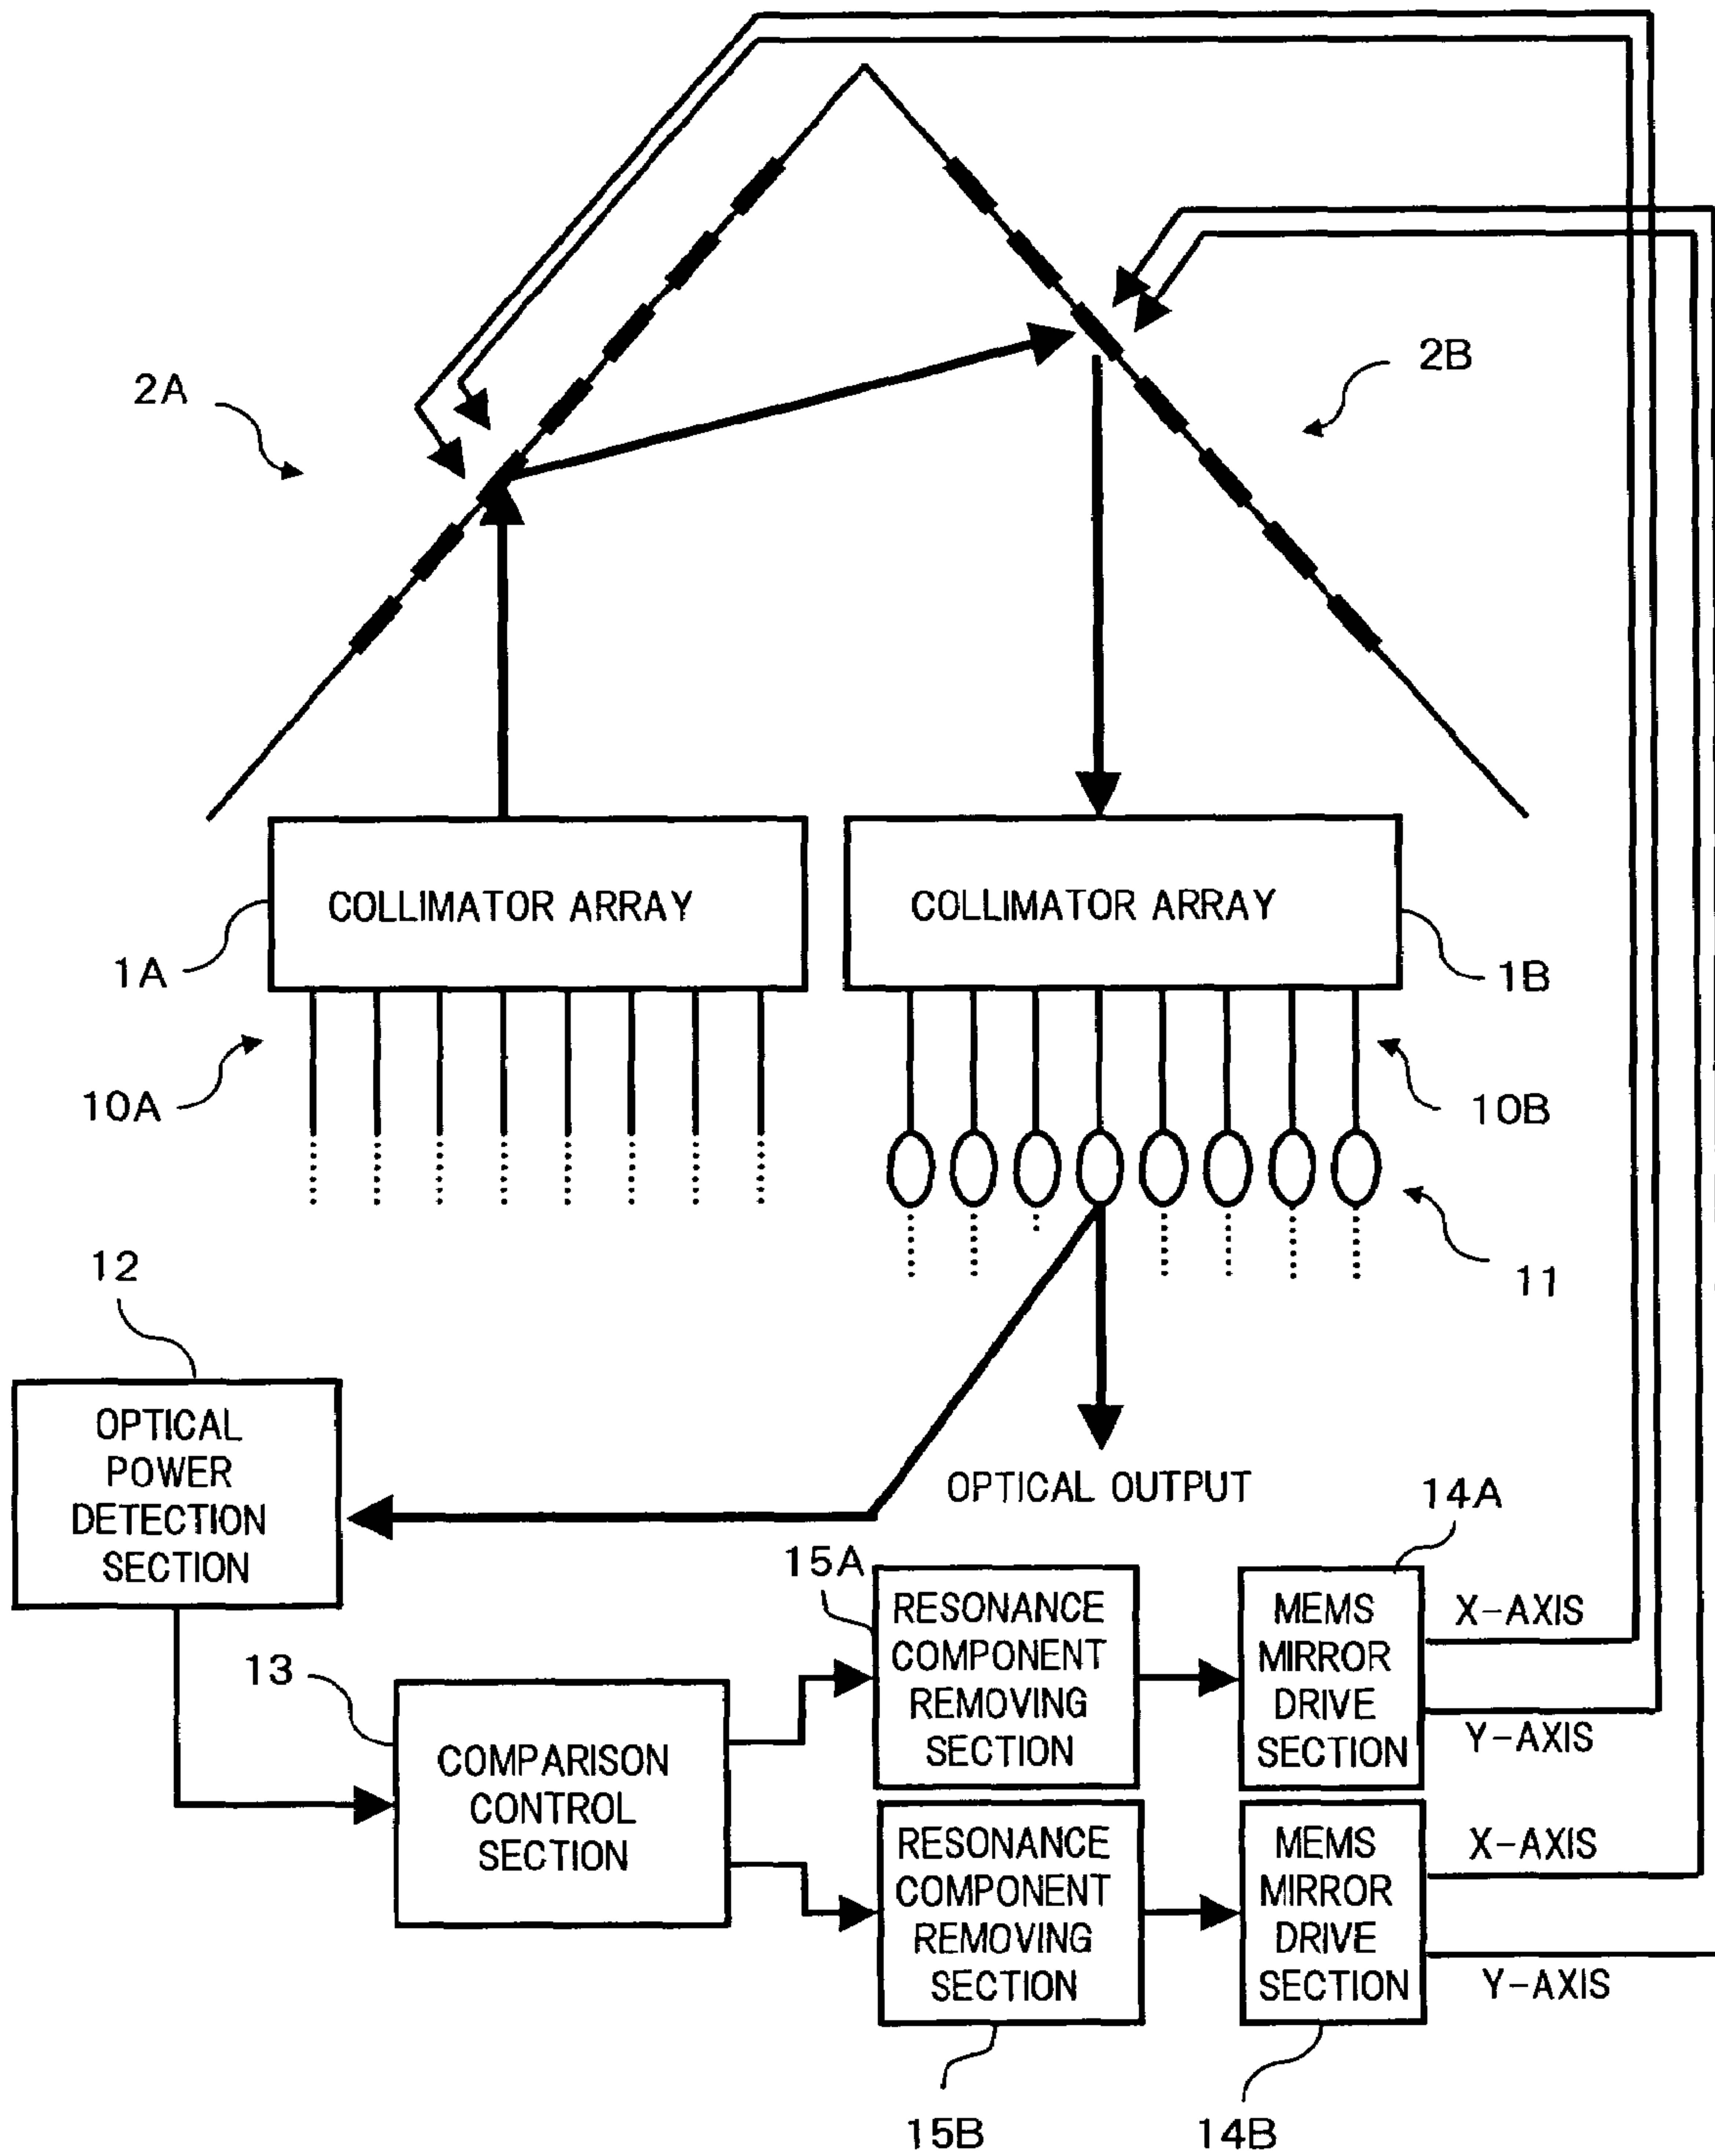 2A
2B
COLLIMATOR ARRAY
COLLIMATOR ARRAY
1A
1B
10A
10B
11
12
OPTICAL
POWER
DETECTION
SECTION
OPTICAL OUTPUT
14A
15A
RESONANCE
COMPONENT
REMOVING
SECTION
MEMS
MIRROR
DRIVE
SECTION
X-AXIS
Y-AXIS
13
COMPARISON
CONTROL
SECTION
RESONANCE
COMPONENT
REMOVING
SECTION
MEMS
MIRROR
DRIVE
SECTION
X-AXIS
Y-AXIS
15B
14B